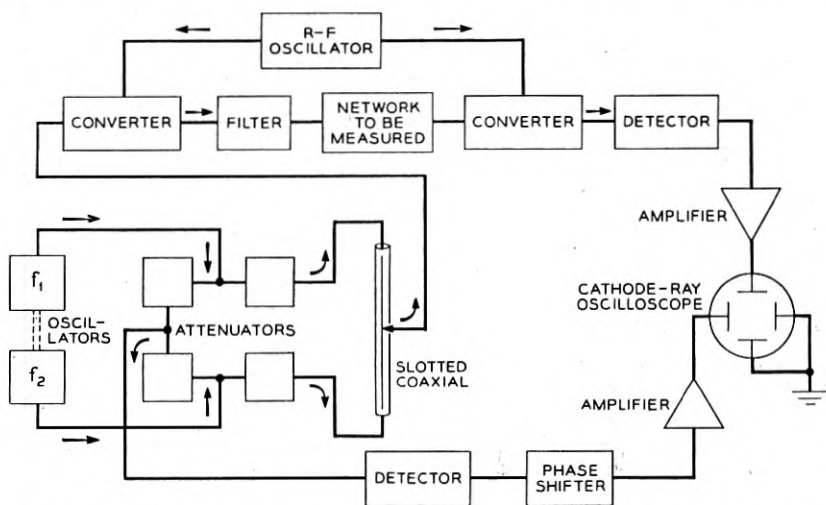 R-F
OSCILLATOR
CONVERTER
FILTER
NETWORK
TO BE
MEASURED
CONVERTER
DETECTOR
AMPLIFIER
f1
OSCIL-
LATORS
f2
ATTENUATORS
SLOTTED
COAXIAL
CATHODE-RAY
OSCILLOSCOPE
AMPLIFIER
DETECTOR
PHASE
SHIFTER